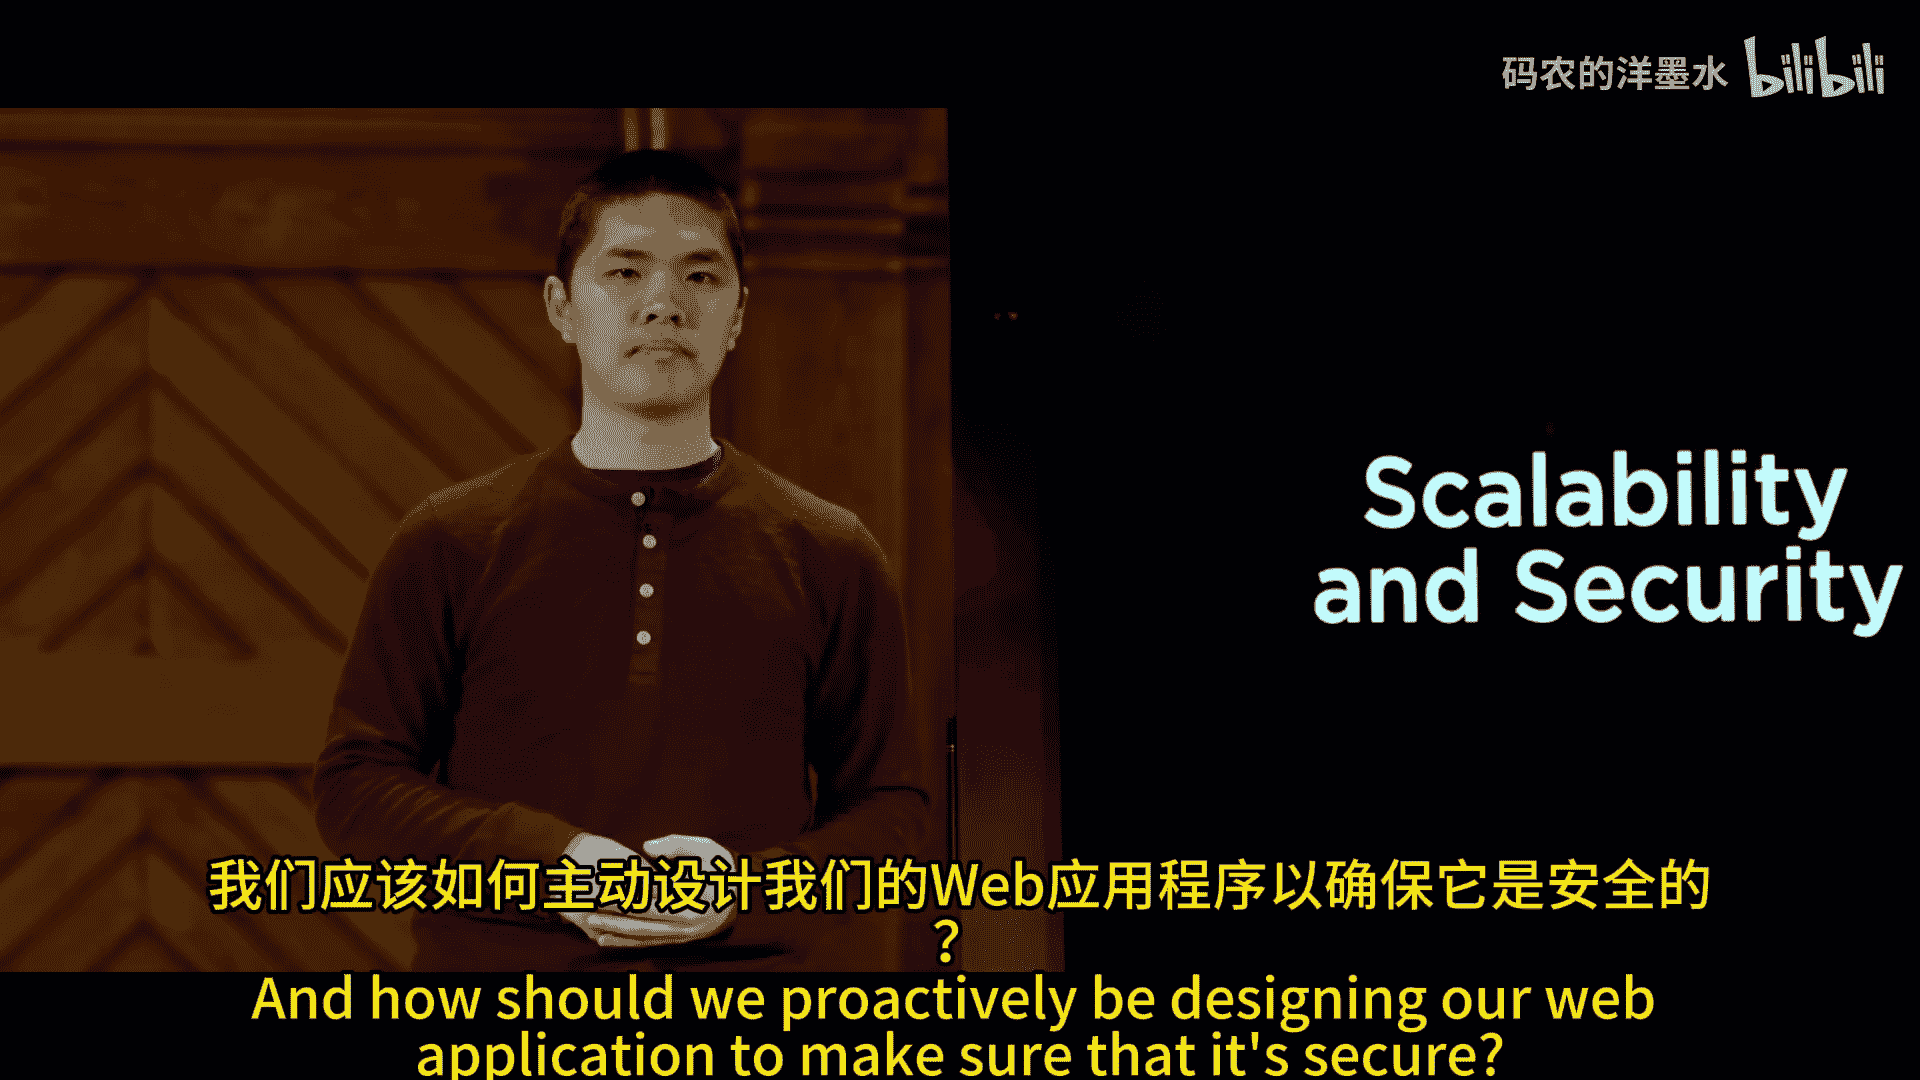 码农的洋墨水 bilibili
Scalability
and Security
我们应该如何主动设计我们的Web应用程序以确保它是安全的
？
And how should we proactively be designing our web
application to make sure that it's secure?